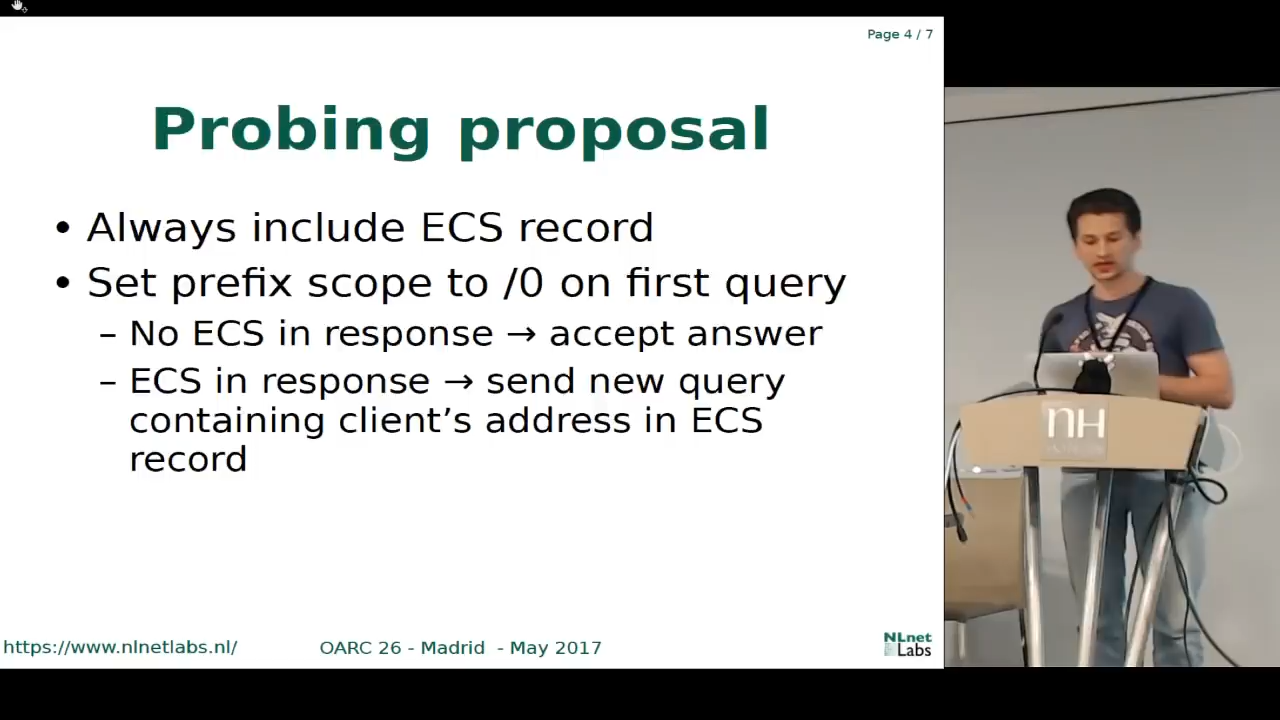 Page 4 / 7
Probing proposal
• Always include ECS record
• Set prefix scope to /0 on first query
– No ECS in response → accept answer
– ECS in response → send new query
containing client’s address in ECS
record
https://www.nlnetlabs.nl/
OARC 26 - Madrid - May 2017
NLnet
Labs
NH